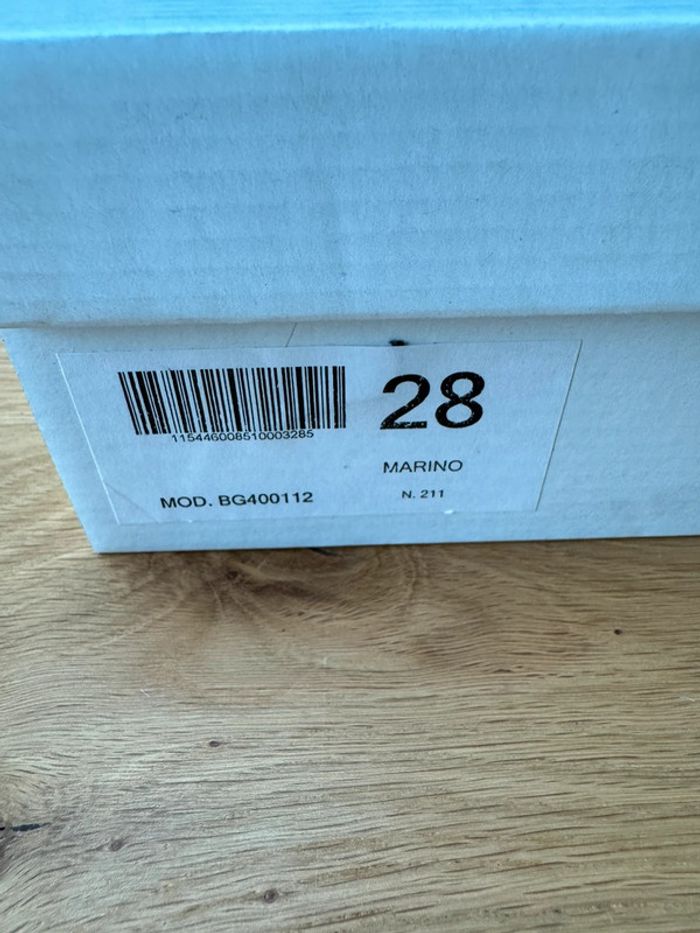 115446008510003285
28
MARINO
MOD. BG400112
N. 211